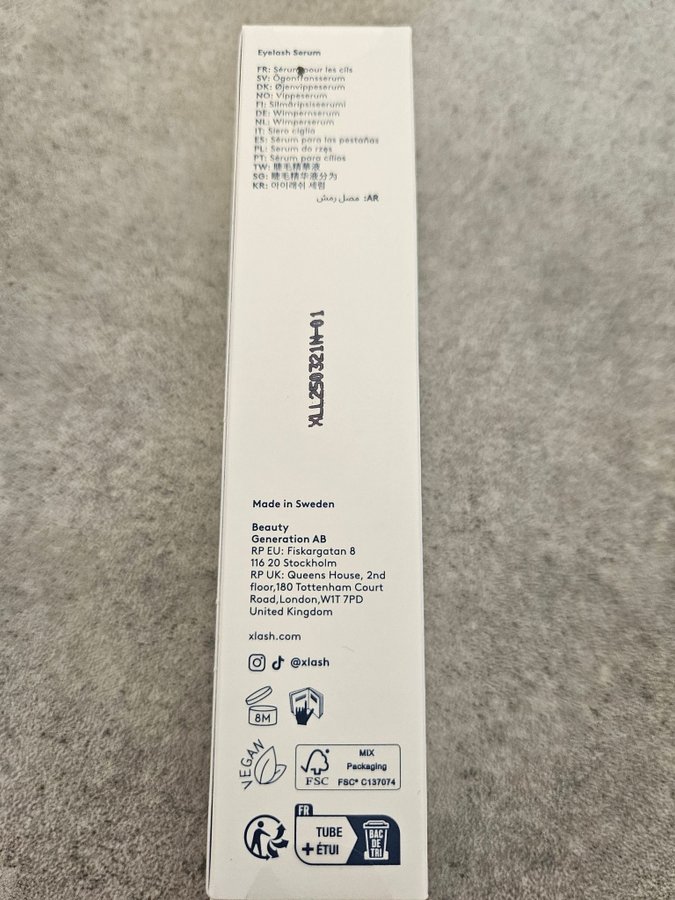 Eyelash Serum
FR: Sérum pour les cils
SV: Ögonfransserum
DK: Øjenvippeserum
NO: Vippeserum
FI: Silmäripsiseerumi
DE: Wimpernserum
NL: Wimperserum
IT: Siero ciglia
ES: Sérum para las pestañas
PL: Serum do rzęs
PT: Sérum para cílios
TW: 睫毛精華液
SG: 睫毛精华液分为
KR: 아이래쉬 세럼
AR: مصل رمش
XLL250321N-01
Made in Sweden
Beauty
Generation AB
RP EU: Fiskargatan 8
116 20 Stockholm
RP UK: Queens House, 2nd
floor,180 Tottenham Court
Road,London,W1T 7PD
United Kingdom
xlash.com
@xlash
8M
VEGAN
FSC
MIX
Packaging
FSC® C137074
FR
TUBE
+ ÉTUI
BAC
DE
TRI